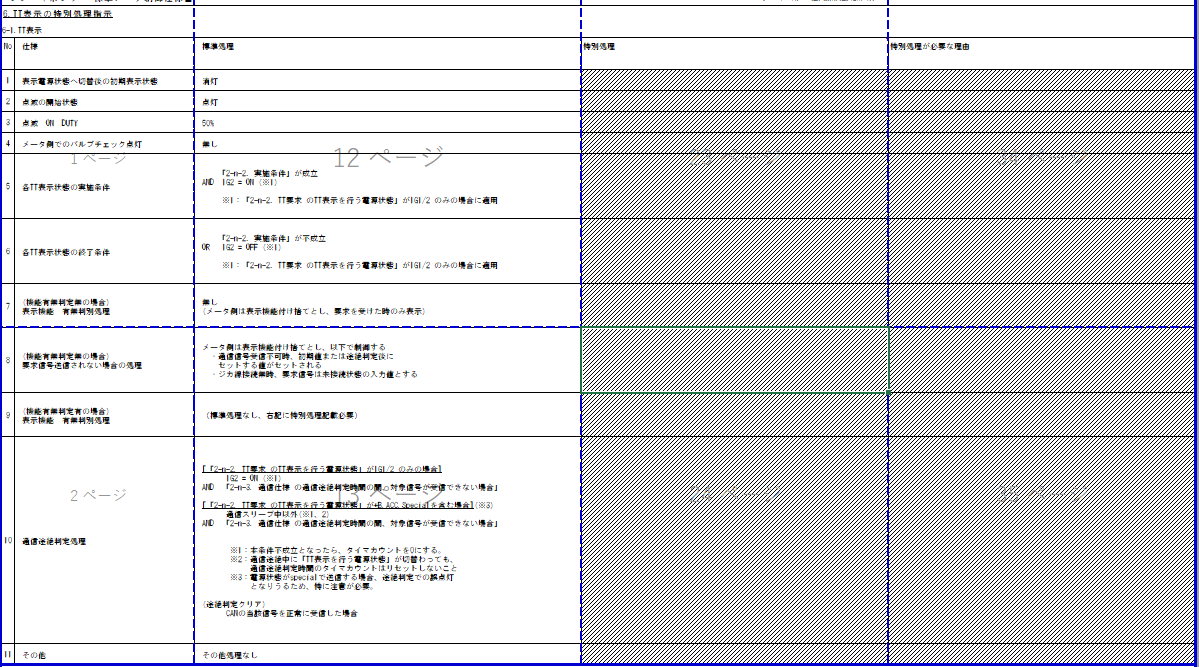 6.TT表示の特別処理指示
6-1.TT表示
No 仕様 標準処理 特別処理 特別処理が必要な理由
1 表示電源状態へ切替後の初期表示状態 消灯
2 点滅の開始状態 点灯
3 点滅 ON DUTY 50%
4 メータ側でのバルブチェック点灯 無し
1 ページ 12 ページ
5 各TT表示状態の実施条件
「2-n-2. 実施条件」が成立
AND IG2 = ON (※1)
※1：「2-n-2. TT要求 のTT表示を行う電源状態」がIG1/2 のみの場合に適用
6 各TT表示状態の終了条件
「2-n-2. 実施条件」が不成立
OR IG2 = OFF (※1)
※1：「2-n-2. TT要求 のTT表示を行う電源状態」がIG1/2 のみの場合に適用
7 (機能有無判定無の場合)
表示機能 有無判別処理
無し
(メータ側は表示機能付け捨てとし、要求を受けた時のみ表示)
8 (機能有無判定無の場合)
要求信号送信されない場合の処理
メータ側は表示機能付け捨てとし、以下で制御する
・通信信号受信不可時、初期値または途絶判定後に
セットする値がセットされる
・ジカ線接続無時、要求信号は未接続状態の入力値とする
9 (機能有無判定有の場合)
表示機能 有無判別処理
(標準処理なし、右記に特別処理記載必要)
2 ページ 13 ページ
10 通信途絶判定処理
[「2-n-2. TT要求 のTT表示を行う電源状態」がIG1/2 のみの場合]
IG2 = ON (※1)
AND 「2-n-3. 通信仕様 の通信途絶判定時間の間、対象信号が受信できない場合」
[「2-n-2. TT要求 のTT表示を行う電源状態」が+B,ACC,Specialを含む場合](※3)
通信スリープ中以外(※1、2)
AND 「2-n-3. 通信仕様 の通信途絶判定時間の間、対象信号が受信できない場合」
※1：本条件不成立となったら、タイマカウントを0にする。
※2：通信途絶中に「TT表示を行う電源状態」が切替わっても、
通信途絶判定時間のタイマカウントはリセットしないこと
※3：電源状態がspecialで送信する場合、途絶判定での誤点灯
となりうるため、特に注意が必要。
(途絶判定クリア)
CANの当該信号を正常に受信した場合
11 その他 その他処理なし